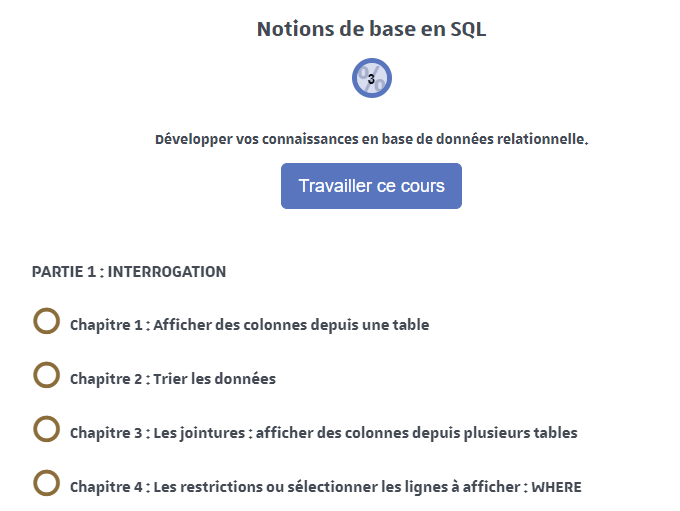 Notions de base en SQL
% 3
Développer vos connaissances en base de données relationnelle.
Travailler ce cours
PARTIE 1 : INTERROGATION
Chapitre 1 : Afficher des colonnes depuis une table
Chapitre 2 : Trier les données
Chapitre 3 : Les jointures : afficher des colonnes depuis plusieurs tables
Chapitre 4 : Les restrictions ou sélectionner les lignes à afficher : WHERE